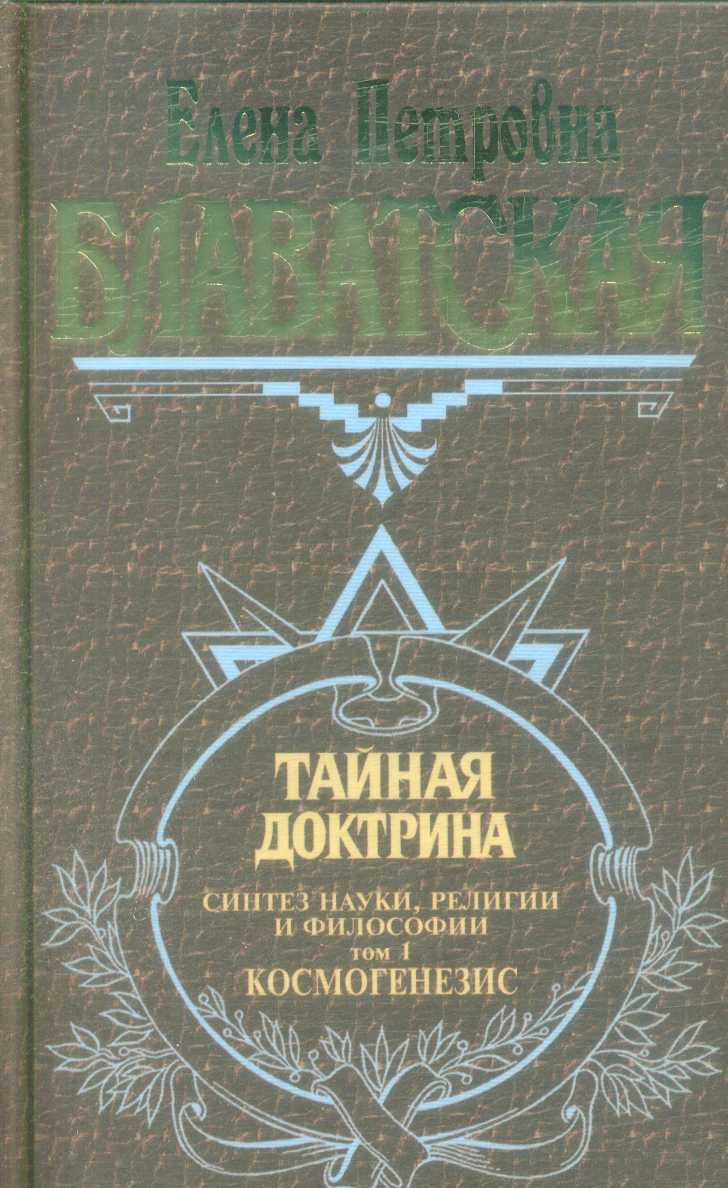 Елена Петровна
БЛАВАТСКАЯ
ТАЙНАЯ
ДОКТРИНА
СИНТЕЗ НАУКИ, РЕЛИГИИ
И ФИЛОСОФИИ
ТОМ 1
КОСМОГЕНЕЗИС